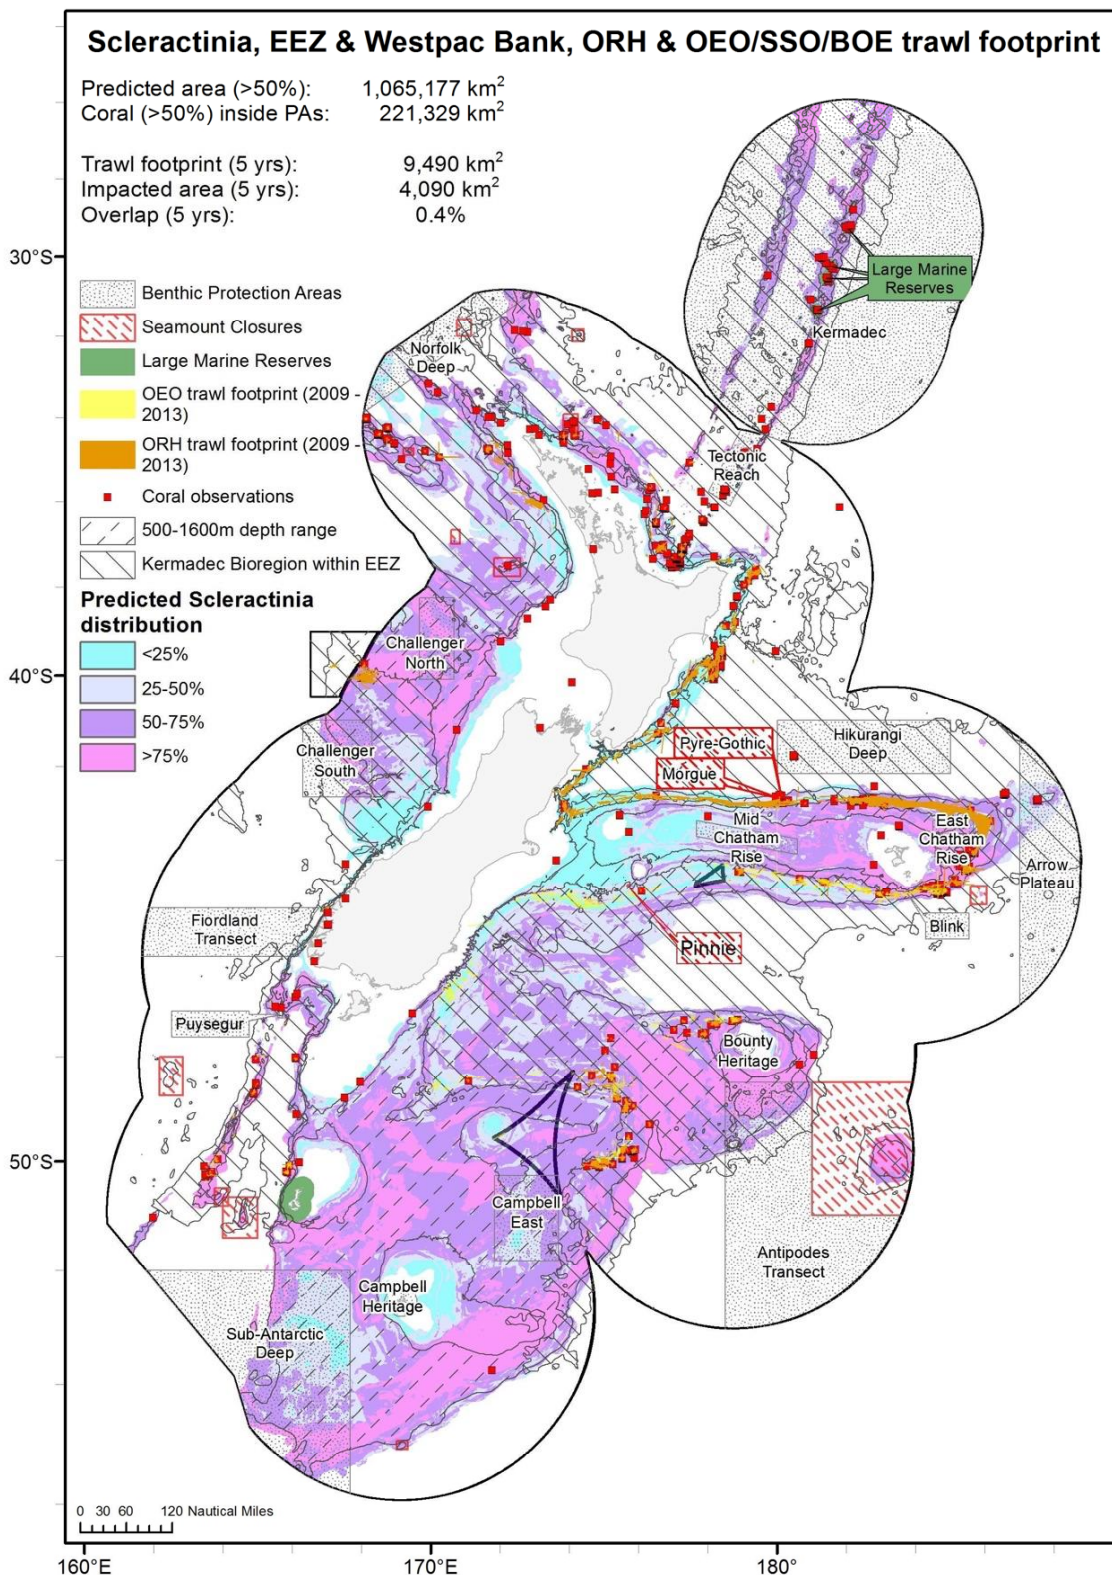 Scleractinia, EEZ & Westpac Bank, ORH & OEO/SSO/BOE trawl footprint
Predicted area (>50%): 1,065,177 km²
Coral (>50%) inside PAs: 221,329 km²
Trawl footprint (5 yrs): 9,490 km²
Impacted area (5 yrs): 4,090 km²
Overlap (5 yrs): 0.4%
30°S
40°S
50°S
Benthic Protection Areas
Seamount Closures
Large Marine Reserves
OEO trawl footprint (2009 -
2013)
ORH trawl footprint (2009 -
2013)
Coral observations
500-1600m depth range
Kermadec Bioregion within EEZ
Predicted Scleractinia
distribution
<25%
25-50%
50-75%
>75%
Large Marine
Reserves
Kermadec
Norfolk
Deep
Tectonic
Reach
Challenger
North
Challenger
South
Pyre-Gothic
Morgue
Hikurangi
Deep
Mid
Chatham
Rise
East
Chatham
Rise
Arrow
Plateau
Fiordland
Transect
Blink
Pinnie
Puysegur
Bounty
Heritage
Campbell
East
Antipodes
Transect
Campbell
Heritage
Sub-Antarctic
Deep
0 30 60 120 Nautical Miles
160°E 170°E 180°